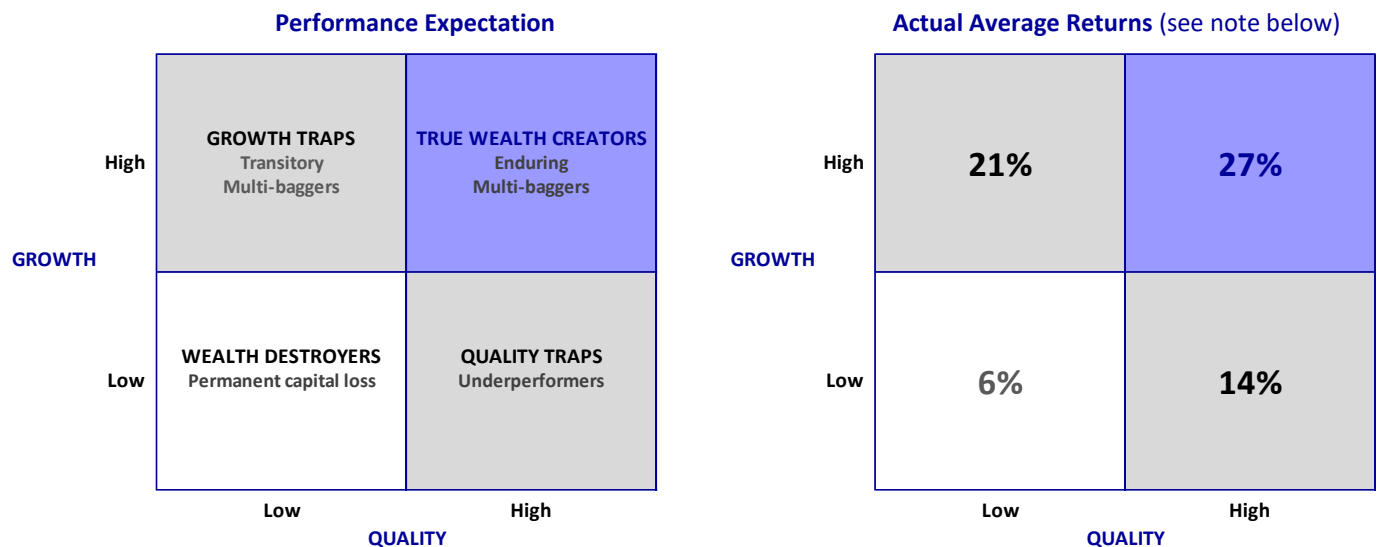 Performance Expectation
GROWTH
High
Low
GROWTH TRAPS
Transitory
Multi-baggers
TRUE WEALTH CREATORS
Enduring
Multi-baggers
WEALTH DESTROYERS
Permanent capital loss
QUALITY TRAPS
Underperformers
Low
High
QUALITY
Actual Average Returns (see note below)
GROWTH
High
Low
21%
27%
6%
14%
Low
High
QUALITY